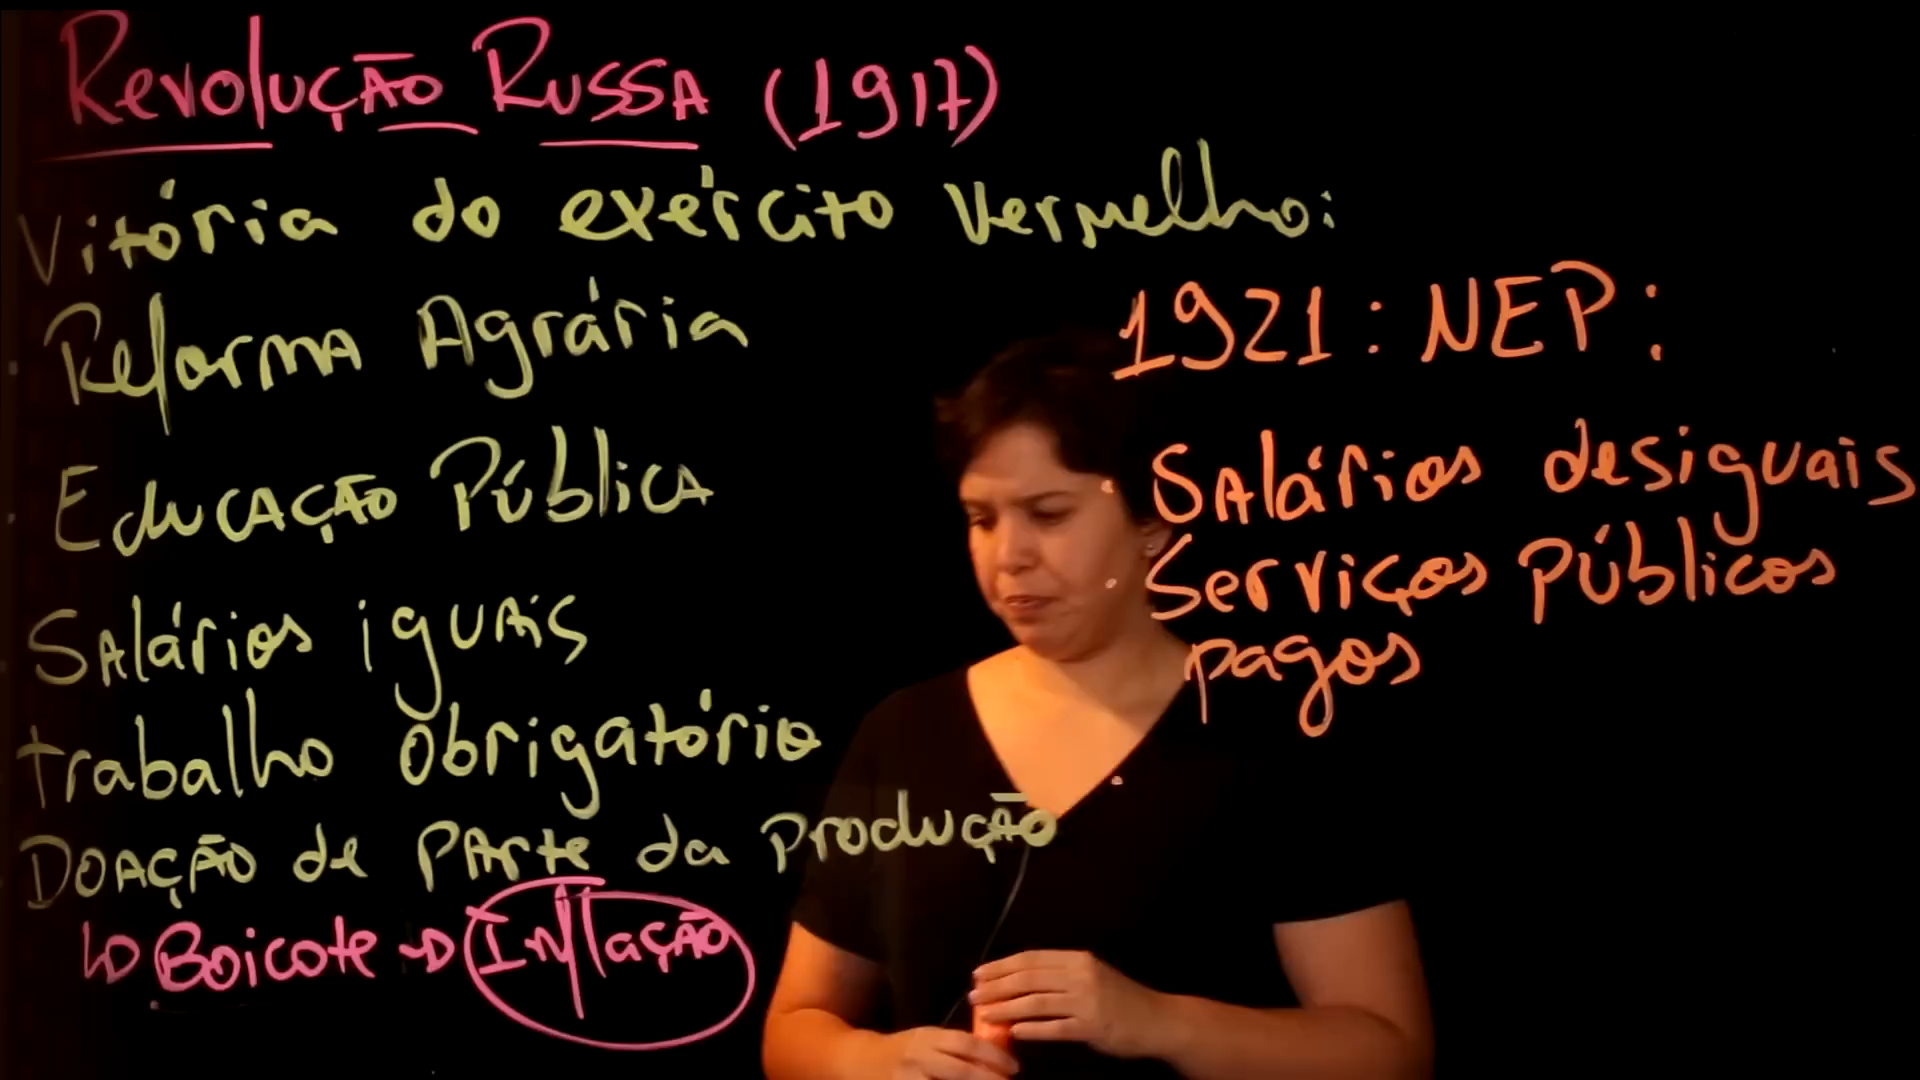 Revolução Russa (1917)
Vitória do exército Vermelho:
Reforma Agrária
Educação Pública
Salários iguais
trabalho obrigatório
Doação de parte da produção
↳ Boicote → Inflação
1921: NEP:
Salários desiguais
Serviços Públicos
pagos